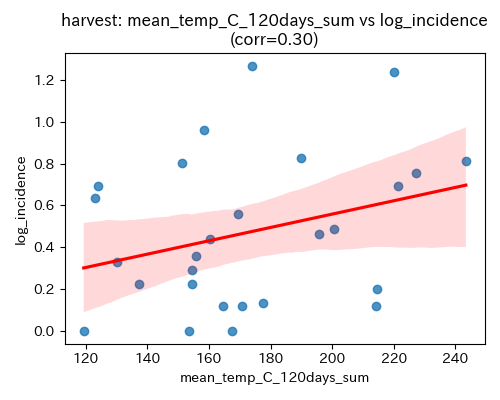 harvest: mean_temp_C_120days_sum vs log_incidence
(corr=0.30)
log_incidence
1.2
1.0
0.8
0.6
0.4
0.2
0.0
120 140 160 180 200 220 240
mean_temp_C_120days_sum